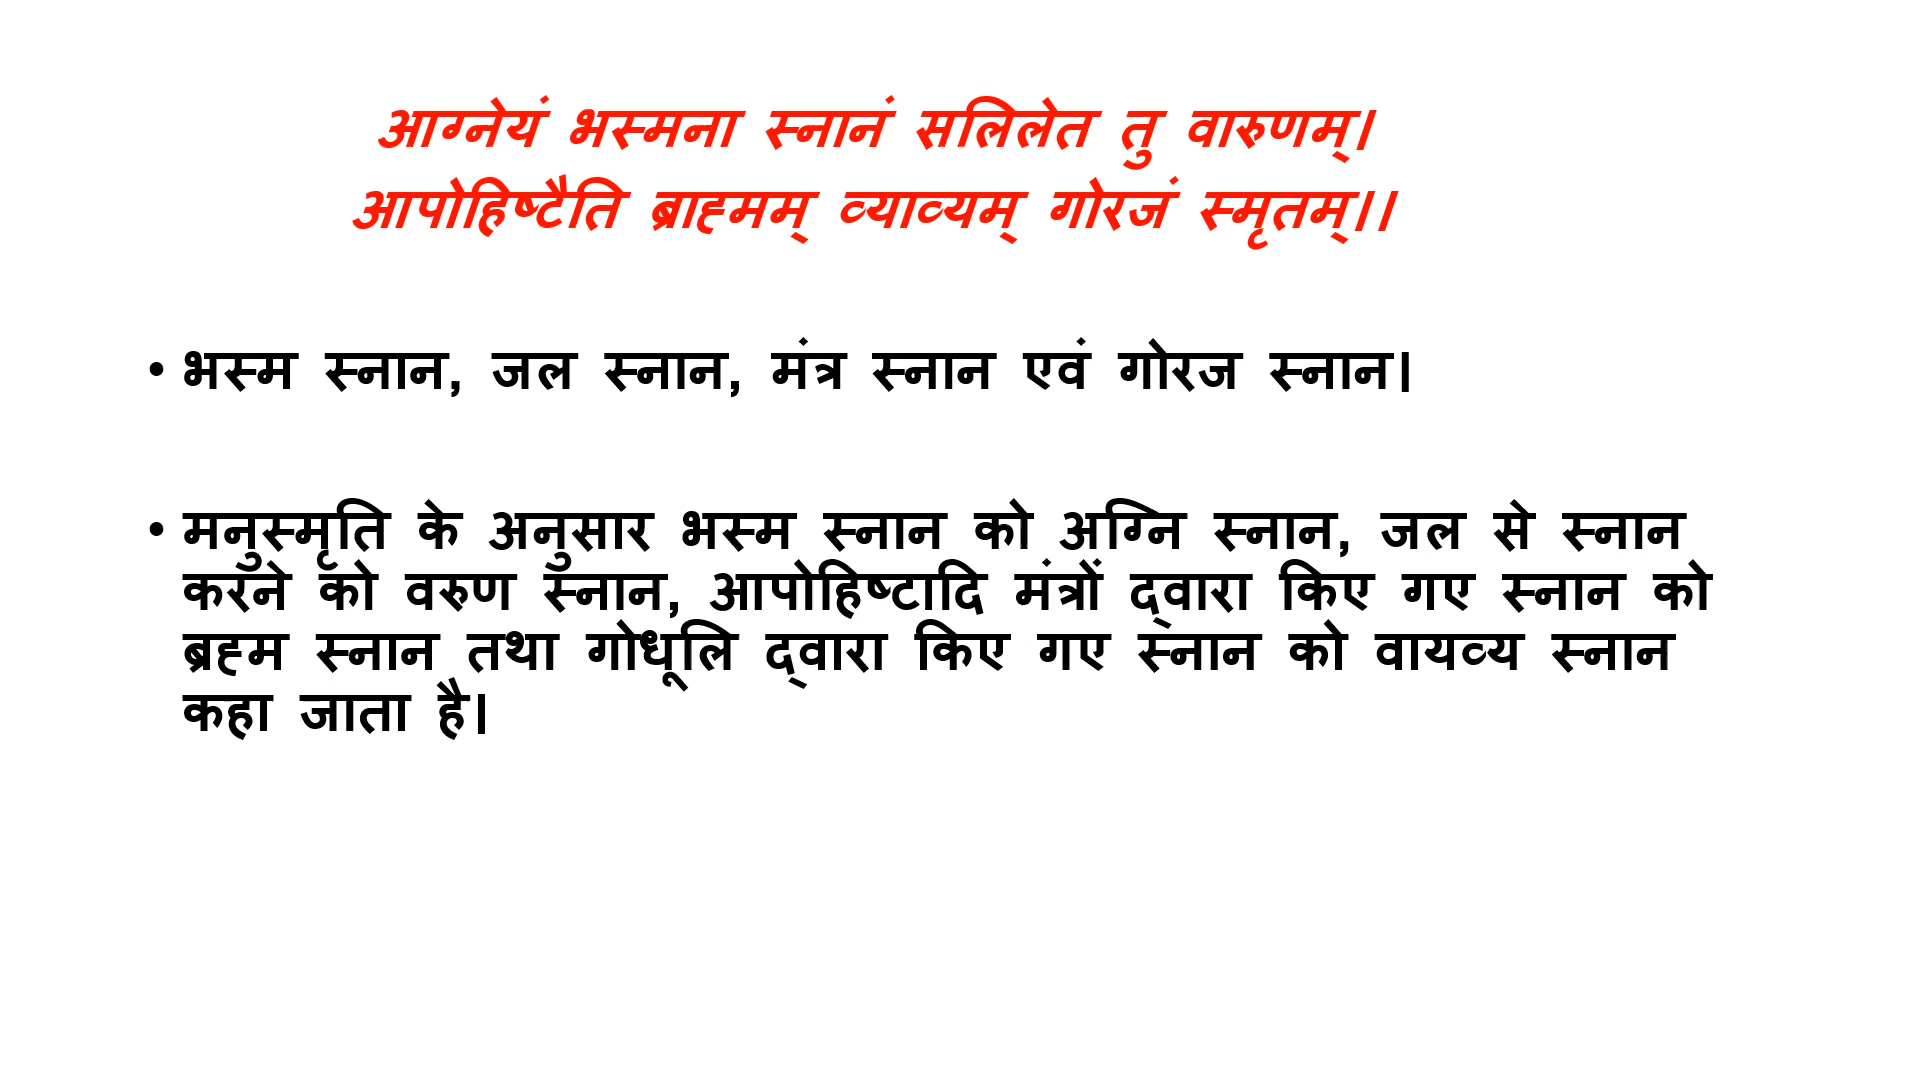 आग्नेयं भस्मना स्नानं सलिलेत तु वारुणम्।
आपोहिष्टैति ब्राह्मम् व्याव्यम् गोरजं स्मृतम्।।
• भस्म स्नान, जल स्नान, मंत्र स्नान एवं गोरज स्नान।
• मनुस्मृति के अनुसार भस्म स्नान को अग्नि स्नान, जल से स्नान
करने को वरुण स्नान, आपोहिष्टादि मंत्रों द्वारा किए गए स्नान को
ब्रह्म स्नान तथा गोधूलि द्वारा किए गए स्नान को वायव्य स्नान
कहा जाता है।